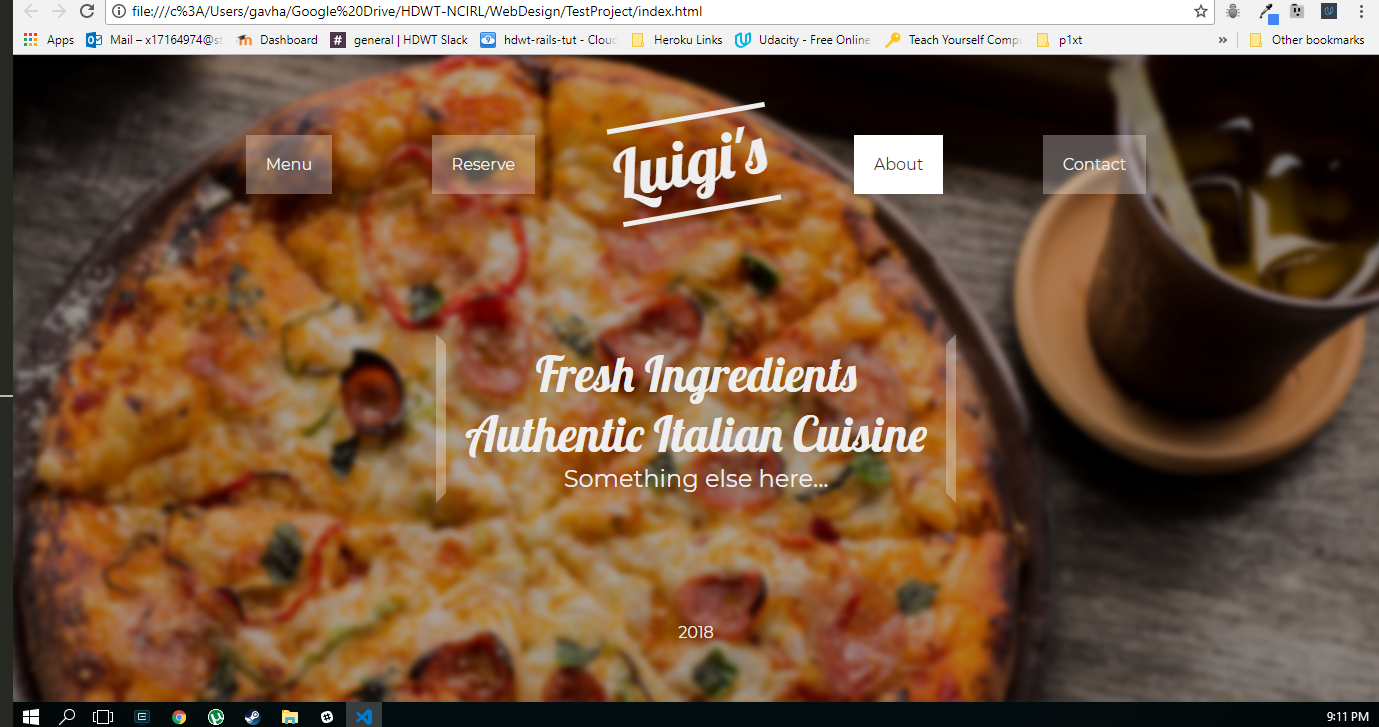 file:///c%3A/Users/gavha/Google%20Drive/HDWT-NCIRL/WebDesign/TestProject/index.html
Apps Mail – x17164974@st Dashboard general | HDWT Slack hdwt-rails-tut - Clou Heroku Links Udacity - Free Online Teach Yourself Comp p1xt » Other bookmarks
Menu Reserve Luigi's About Contact
Fresh Ingredients
Authentic Italian Cuisine
Something else here...
2018
9:11 PM